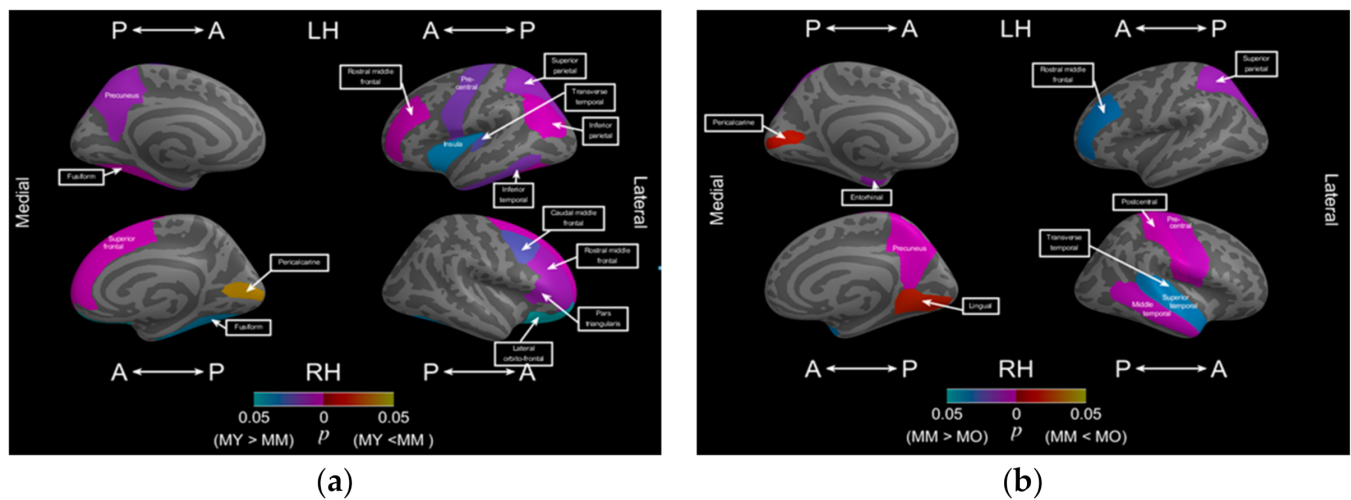 P A LH A P
Rostral middle
frontal
Pre-
central
Superior
parietal
Transverse
temporal
Precuneus
Inferior
parietal
Insula
Fusiform
Inferior
temporal
Medial
Lateral
Caudal middle
frontal
Superior
frontal
Rostral middle
frontal
Pericalcarine
Pars
triangularis
Fusiform
Lateral
orbito-frontal
A P RH P A
0.05 0 0.05
(MY > MM) p (MY <MM )
(a)
P A LH A P
Rostral middle
frontal
Superior
parietal
Pericalcarine
Entorhinal
Medial
Lateral
Postcentral
Pre-
central
Transverse
temporal
Precuneus
Lingual
Superior
temporal
Middle
temporal
A P RH P A
0.05 0 0.05
(MM > MO) p (MM < MO)
(b)